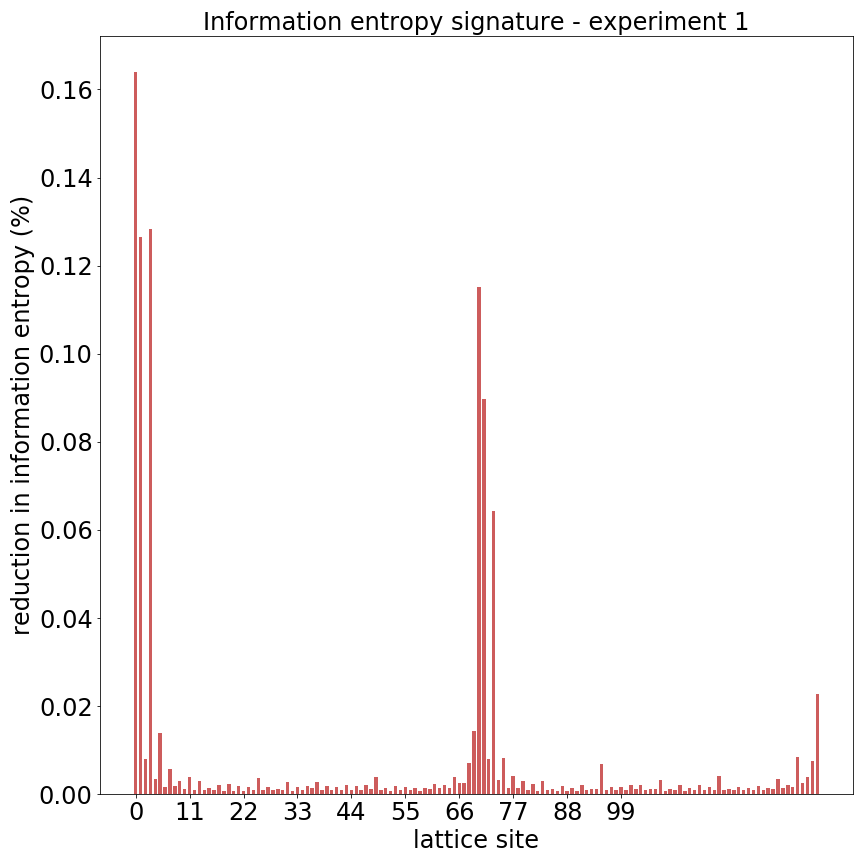 Information entropy signature - experiment 1
reduction in information entropy (%)
0.16
0.14
0.12
0.10
0.08
0.06
0.04
0.02
0.00
0 11 22 33 44 55 66 77 88 99
lattice site